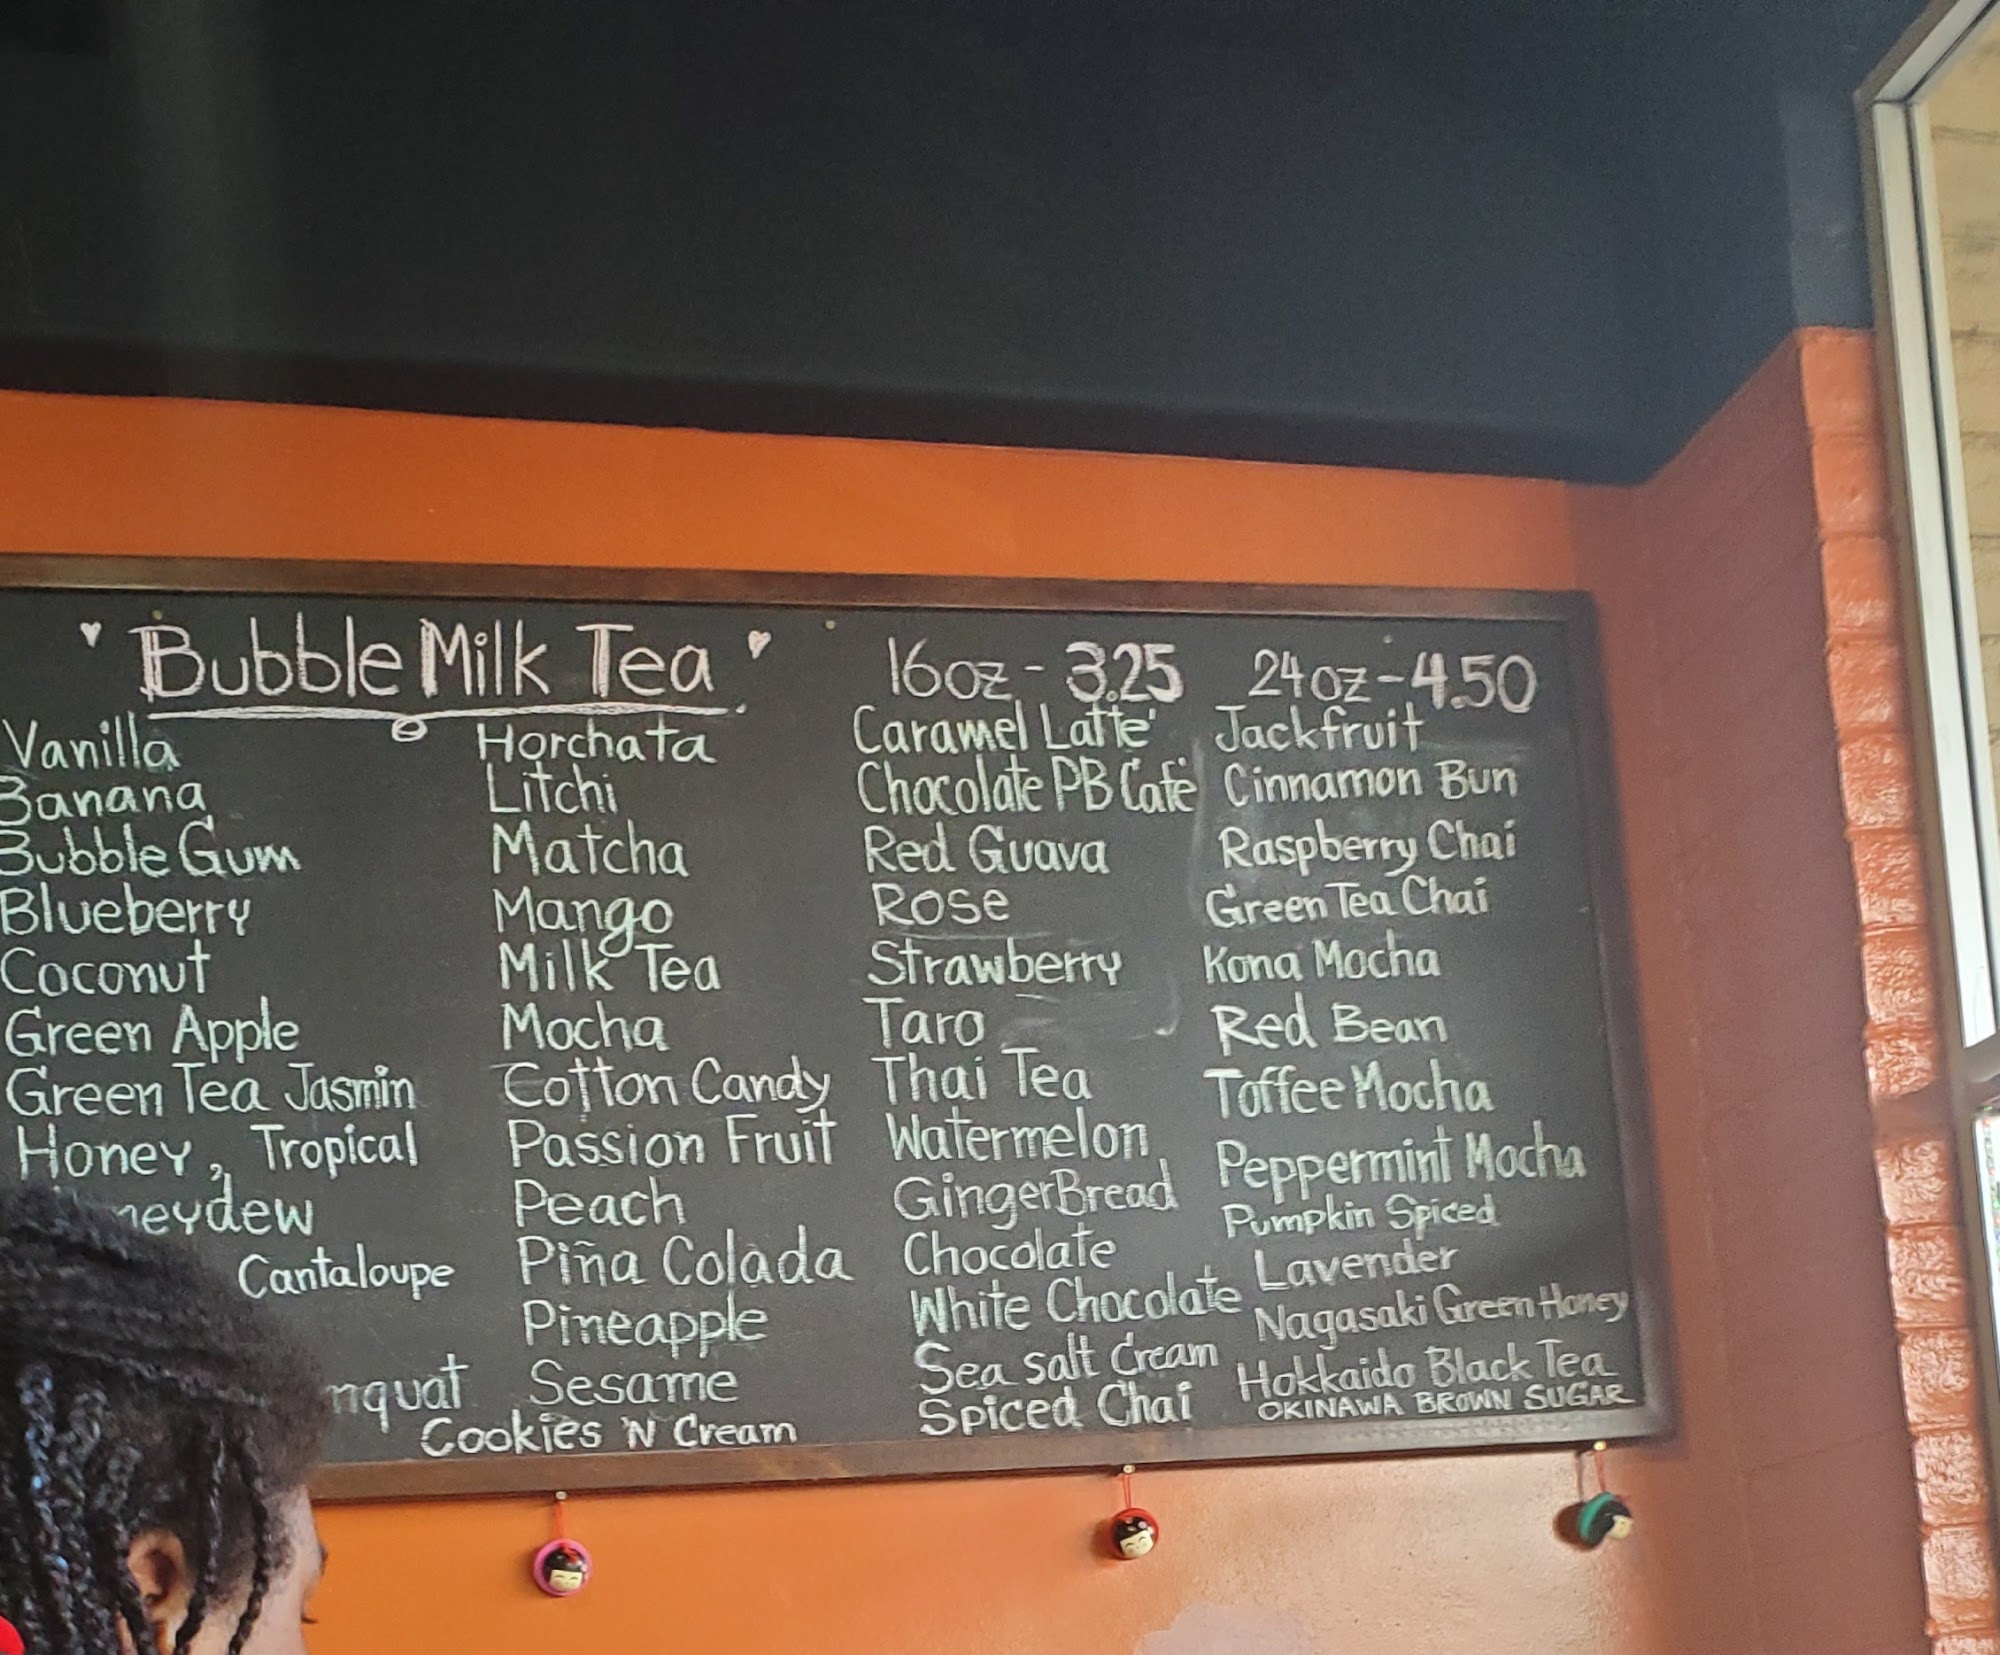 Bubble Milk Tea
16oz - 3.25
24oz - 4.50
Vanilla
Banana
Bubble Gum
Blueberry
Coconut
Green Apple
Green Tea Jasmin
Honey, Tropical
Cantaloupe
Horchata
Litchi
Matcha
Mango
Milk Tea
Mocha
Cotton Candy
Passion Fruit
Peach
Piña Colada
Pineapple
Sesame
Cookies 'N Cream
Caramel Latte'
Chocolate PB Cafe'
Red Guava
Rose
Strawberry
Taro
Thai Tea
Watermelon
GingerBread
Chocolate
White Chocolate
Sea salt Cream
Spiced Chai
Jackfruit
Cinnamon Bun
Raspberry Chai
Green Tea Chai
Kona Mocha
Red Bean
Toffee Mocha
Peppermint Mocha
Pumpkin Spiced
Lavender
Nagasaki Green Honey
Hokkaido Black Tea
OKINAWA BROWN SUGAR